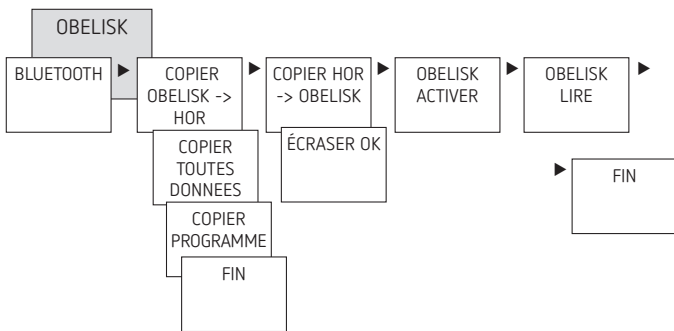 OBELISK
BLUETOOTH
COPIER
OBELISK ->
HOR
COPIER
TOUTES
DONNEES
COPIER
PROGRAMME
FIN
COPIER HOR
-> OBELISK
ÉCRASER OK
OBELISK
ACTIVER
OBELISK
LIRE
FIN